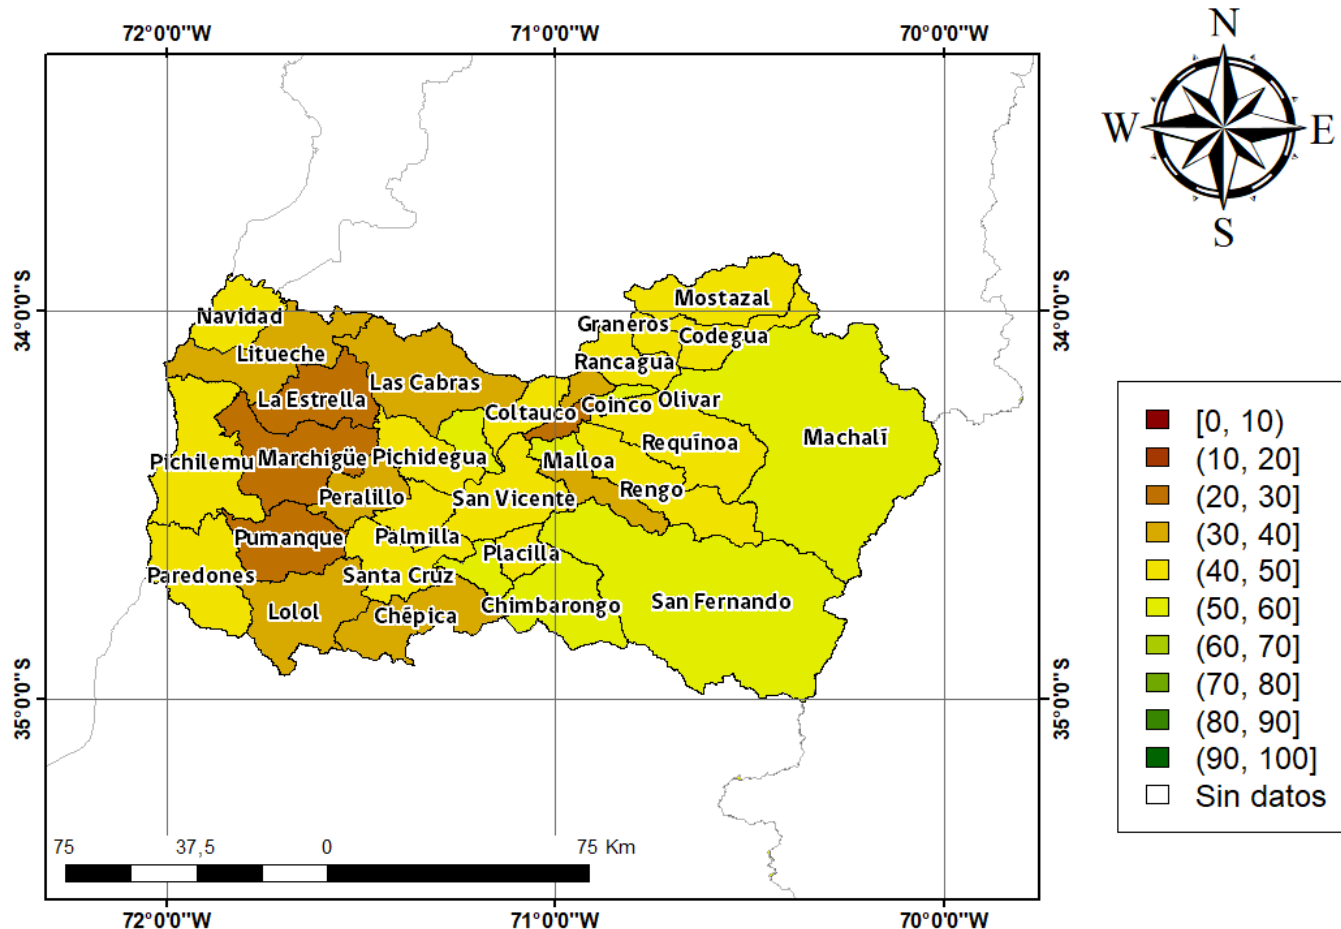 72°0'0"W 71°0'0"W 70°0'0"W
N
W E
S
34°0'0"S 34°0'0"S
35°0'0"S 35°0'0"S
Mostazal
Navidad
Graneros
Codegua
Litueche
Rancagua
Las Cabras
La Estrella
Coltauco
Coinco
Olivar
Requínoa
Machalí
Pichilemu
Marchigüe
Pichidegua
Malloa
Peralillo
San Vicente
Rengo
Pumanque
Palmilla
Placilla
Paredones
Santa Cruz
Lolol
Chépica
Chimbarongo
San Fernando
[0, 10)
(10, 20]
(20, 30]
(30, 40]
(40, 50]
(50, 60]
(60, 70]
(70, 80]
(80, 90]
(90, 100]
Sin datos
75 37,5 0 75 Km
72°0'0"W 71°0'0"W 70°0'0"W